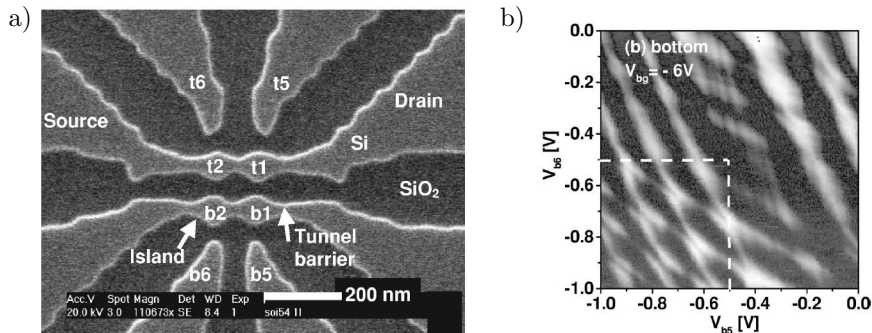 a)
t6
t5
Drain
Source
Si
t2
t1
SiO2
b2
b1
Island
Tunnel
barrier
b6
b5
Acc.V Spot Magn Det WD Exp
20.0 kV 3.0 110673x SE 8.4 1 soi54 1l
200 nm
b)
(b) bottom
Vbg= - 6V
0.0
-0.2
-0.4
-0.6
-0.8
-1.0
Vb6 [V]
-1.0 -0.8 -0.6 -0.4 -0.2 0.0
Vb5 [V]